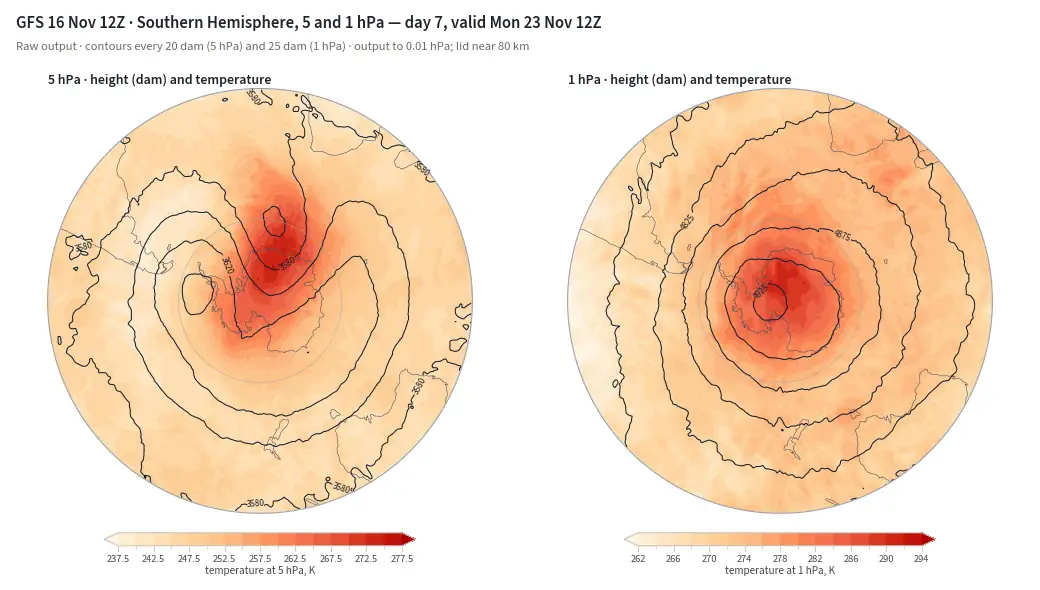 GFS 16 Nov 12Z · Southern Hemisphere, 5 and 1 hPa — day 7, valid Mon 23 Nov 12Z
Raw output · contours every 20 dam (5 hPa) and 25 dam (1 hPa) · output to 0.01 hPa; lid near 80 km
5 hPa · height (dam) and temperature
1 hPa · height (dam) and temperature
3580
3580
4625
3580
4675
3620
3580
3580
3580
3580
237.5 242.5 247.5 252.5 257.5 262.5 267.5 272.5 277.5
262 266 270 274 278 282 286 290 294
temperature at 5 hPa, K
temperature at 1 hPa, K